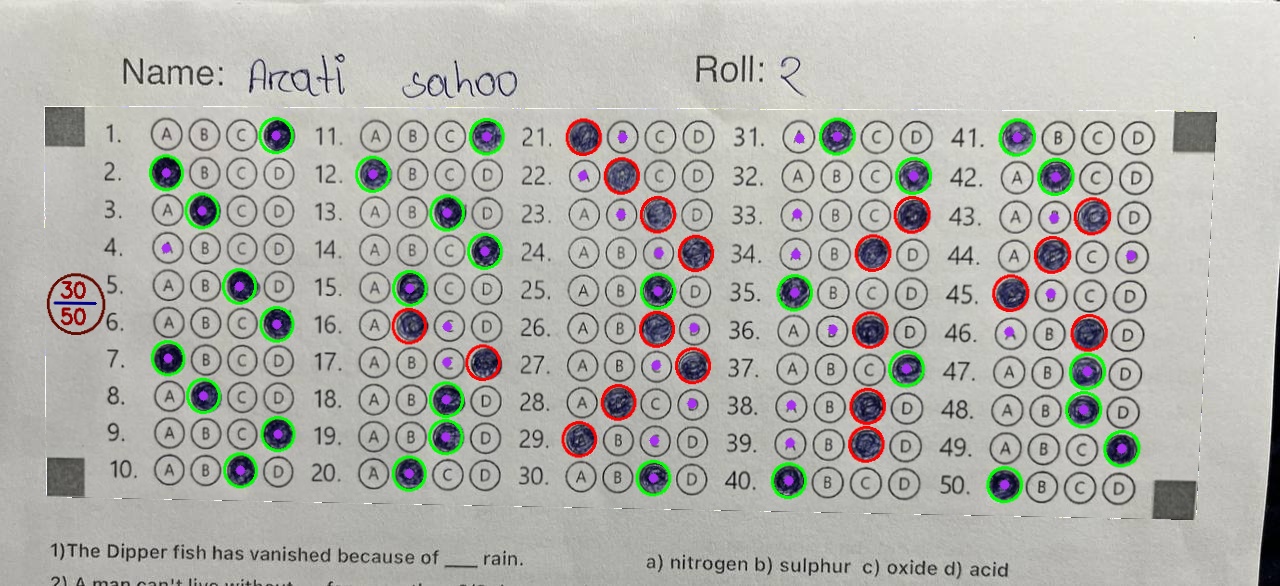 Name: Arati sahoo Roll: 2
1. A B C 11. A B C 21. C D 31. C D 41. B C D
2. B C D 12. B C D 22. C D 32. A B C 42. A C D
3. A C D 13. A B D 23. A D 33. B C 43. A D
4. B C D 14. A B C 24. A B 34. B D 44. A C
30
50
5. A B D 15. A C D 25. A B D 35. B C D 45. C D
6. A B C 16. A D 26. A B 36. A D 46. B D
7. B C D 17. A B 27. A B 37. A B C 47. A B D
8. A C D 18. A B D 28. A C 38. B D 48. A B D
9. A B C 19. A B D 29. B D 39. B D 49. A B C
10. A B D 20. A C D 30. A B D 40. B C D 50. B C D
1)The Dipper fish has vanished because of ___ rain. a) nitrogen b) sulphur c) oxide d) acid
2) A man can't live without